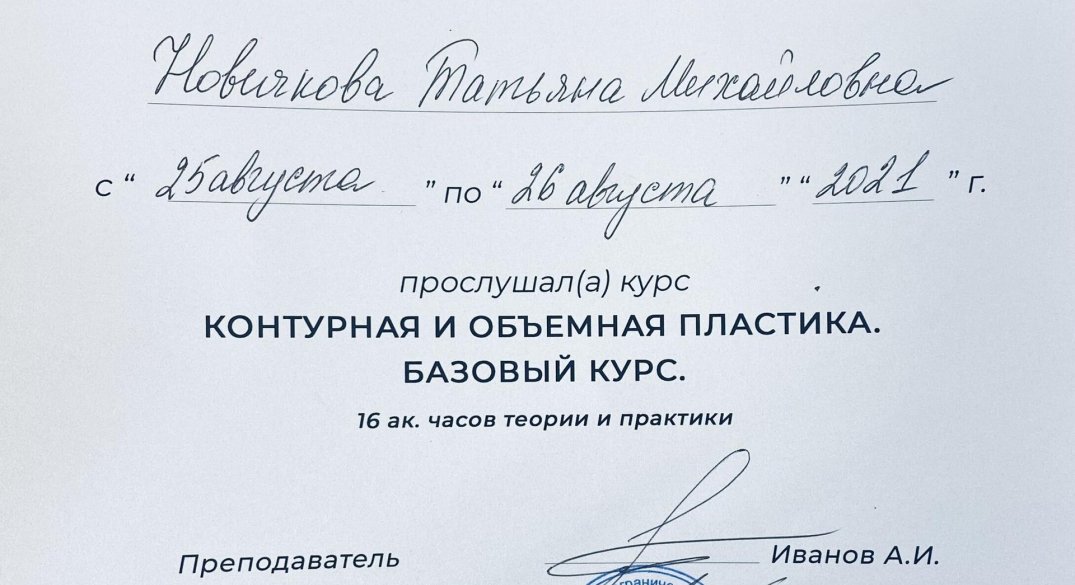 Новичкова Татьяна Михайловна
с “ 25 августа ” по “ 26 августа ” “ 2021 ” г.
прослушал(а) курс
КОНТУРНАЯ И ОБЪЕМНАЯ ПЛАСТИКА.
БАЗОВЫЙ КУРС.
16 ак. часов теории и практики
Преподаватель Иванов А.И.